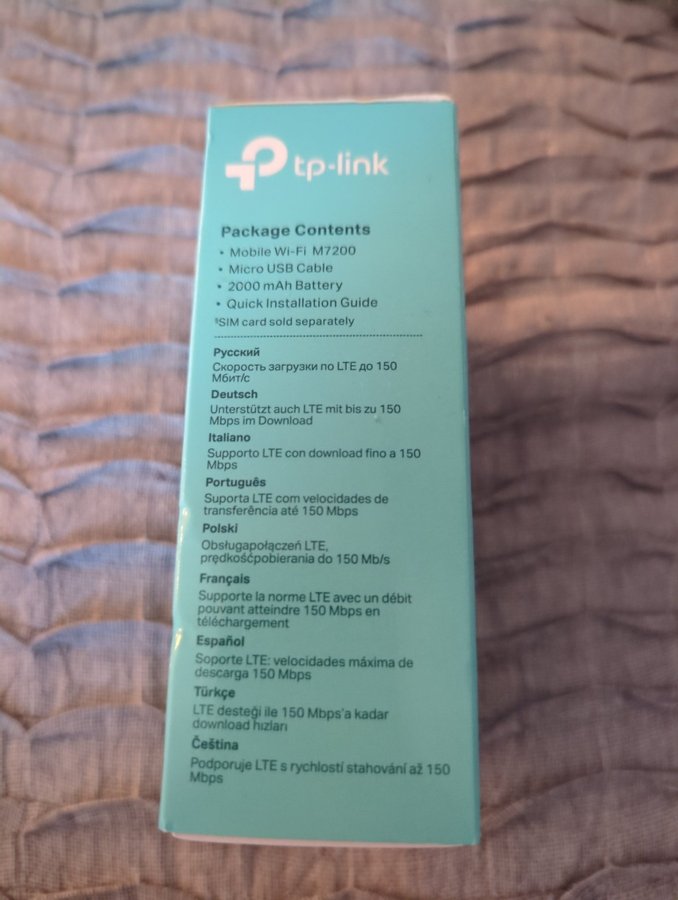 tp-link
Package Contents
• Mobile Wi-Fi M7200
• Micro USB Cable
• 2000 mAh Battery
• Quick Installation Guide
*SIM card sold separately
Русский
Скорость загрузки по LTE до 150
Мбит/с
Deutsch
Unterstützt auch LTE mit bis zu 150
Mbps im Download
Italiano
Supporto LTE con download fino a 150
Mbps
Português
Suporta LTE com velocidades de
transferência até 150 Mbps
Polski
Obsługapołączeń LTE,
prędkośćpobierania do 150 Mb/s
Français
Supporte la norme LTE avec un débit
pouvant atteindre 150 Mbps en
téléchargement
Español
Soporte LTE: velocidades máxima de
descarga 150 Mbps
Türkçe
LTE desteği ile 150 Mbps'a kadar
download hızları
Čeština
Podporuje LTE s rychlostí stahování až 150
Mbps